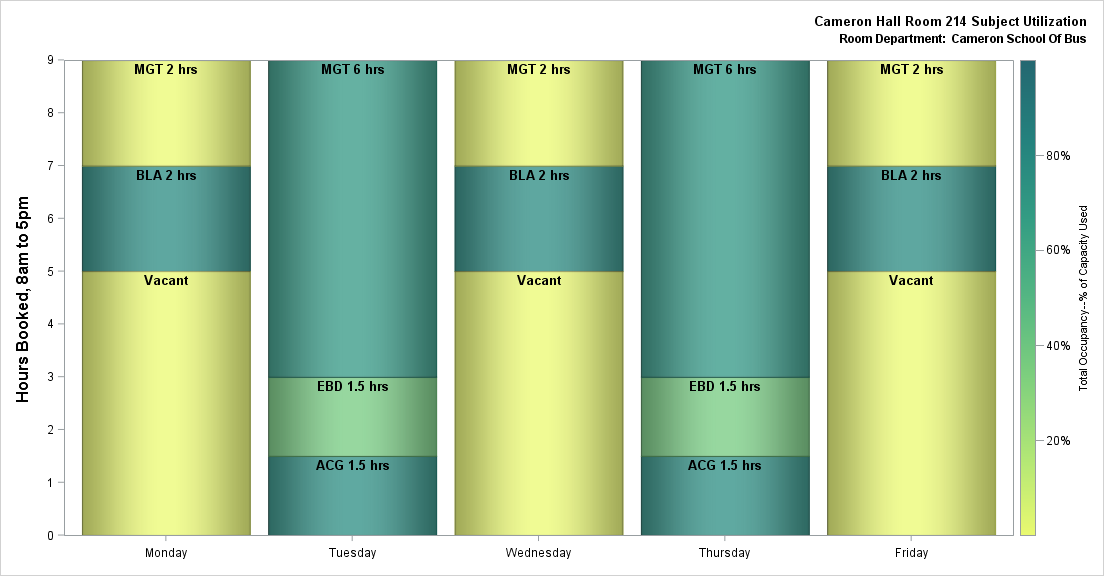 Cameron Hall Room 214 Subject Utilization
Room Department: Cameron School Of Bus
Hours Booked, 8am to 5pm
9
8
7
6
5
4
3
2
1
0
MGT 2 hrs
BLA 2 hrs
Vacant
MGT 6 hrs
EBD 1.5 hrs
ACG 1.5 hrs
MGT 2 hrs
BLA 2 hrs
Vacant
MGT 6 hrs
EBD 1.5 hrs
ACG 1.5 hrs
MGT 2 hrs
BLA 2 hrs
Vacant
Monday
Tuesday
Wednesday
Thursday
Friday
80%
60%
40%
20%
Total Occupancy--% of Capacity Used